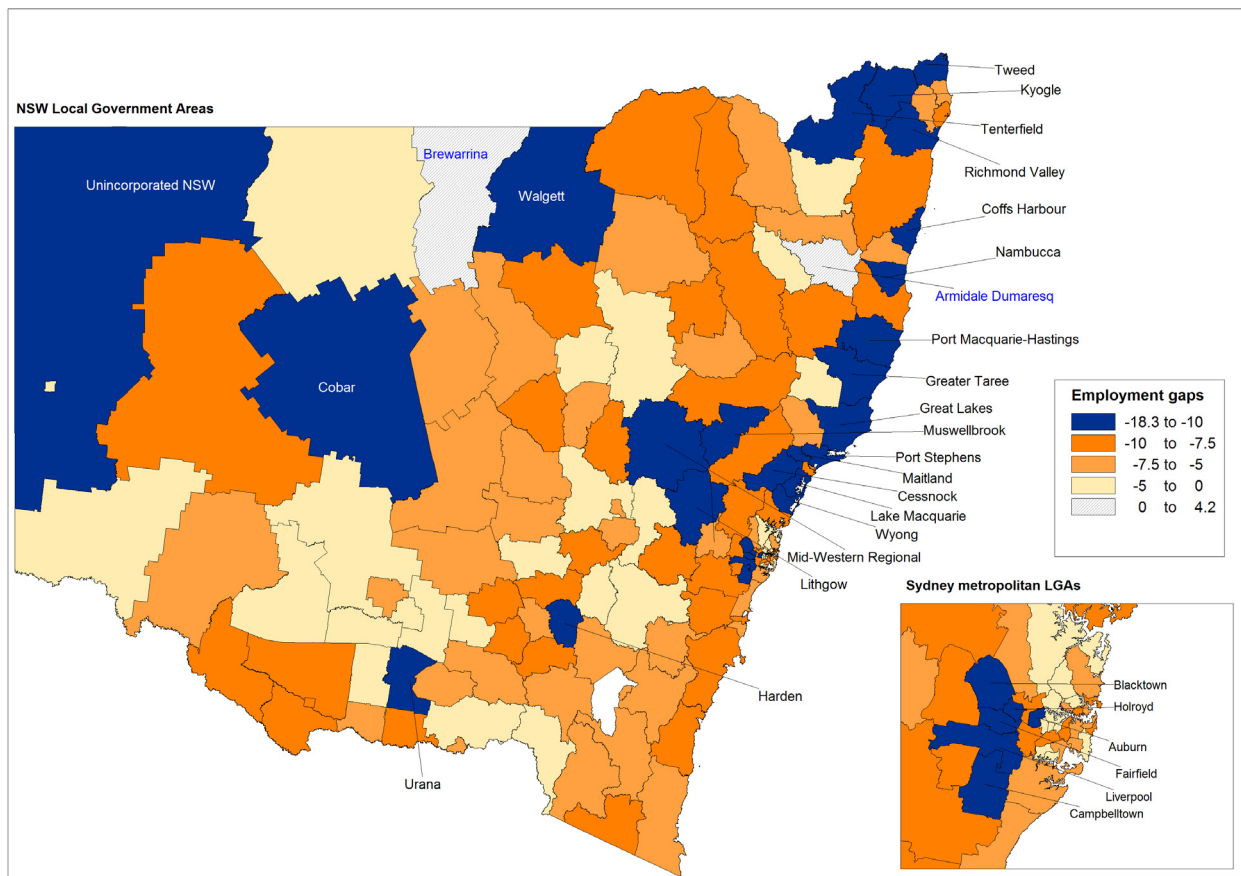 NSW Local Government Areas
Tweed
Kyogle
Tenterfield
Richmond Valley
Coffs Harbour
Nambucca
Armidale Dumaresq
Port Macquarie-Hastings
Greater Taree
Great Lakes
Muswellbrook
Port Stephens
Maitland
Cessnock
Lake Macquarie
Wyong
Mid-Western Regional
Lithgow
Harden
Urana
Unincorporated NSW
Brewarrina
Walgett
Cobar
Employment gaps
-18.3 to -10
-10 to -7.5
-7.5 to -5
-5 to 0
0 to 4.2
Sydney metropolitan LGAs
Blacktown
Holroyd
Auburn
Fairfield
Liverpool
Campbelltown